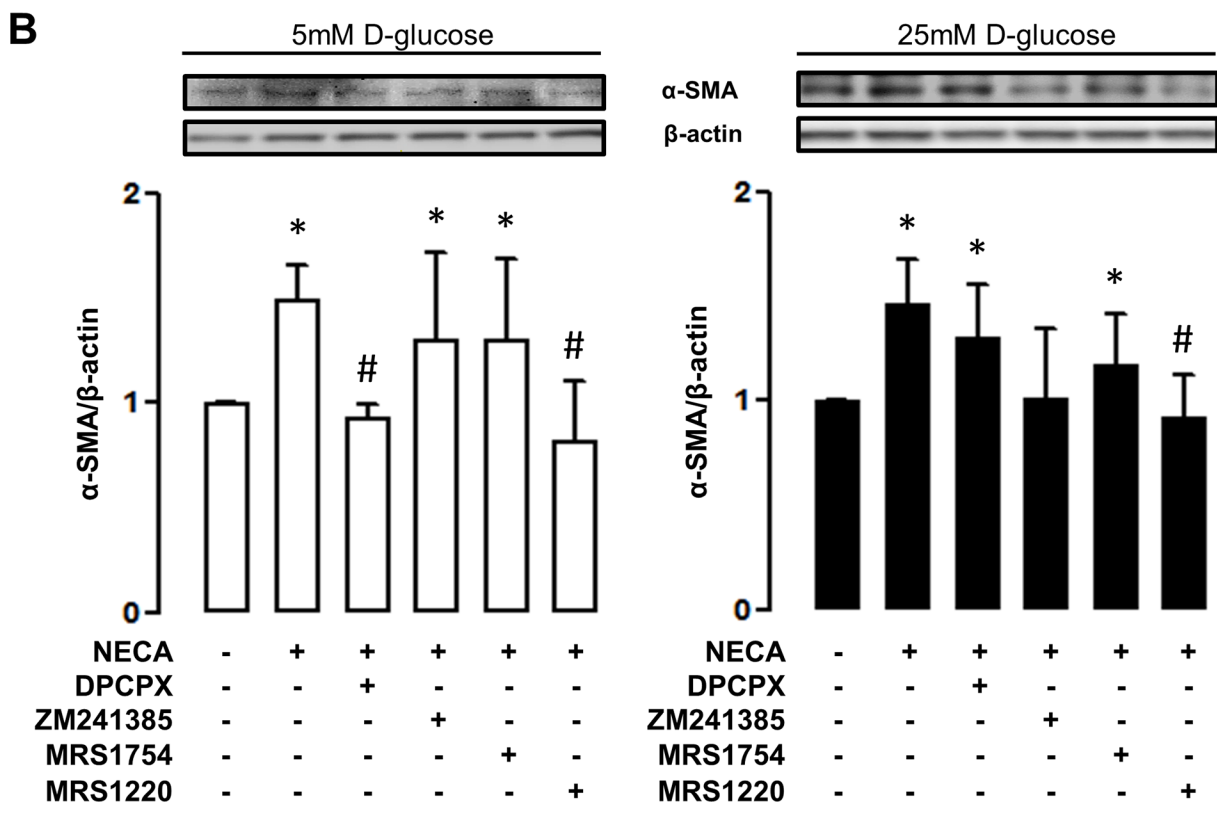 B
5mM D-glucose 25mM D-glucose
α-SMA
β-actin
2 2
* * * * * *
# # #
1 1
0 0
α-SMA/β-actin α-SMA/β-actin
NECA - + + + + + NECA - + + + + +
DPCPX - - + - - - DPCPX - - + - - -
ZM241385 - - - + - - ZM241385 - - - + - -
MRS1754 - - - - + - MRS1754 - - - - + -
MRS1220 - - - - - + MRS1220 - - - - - +